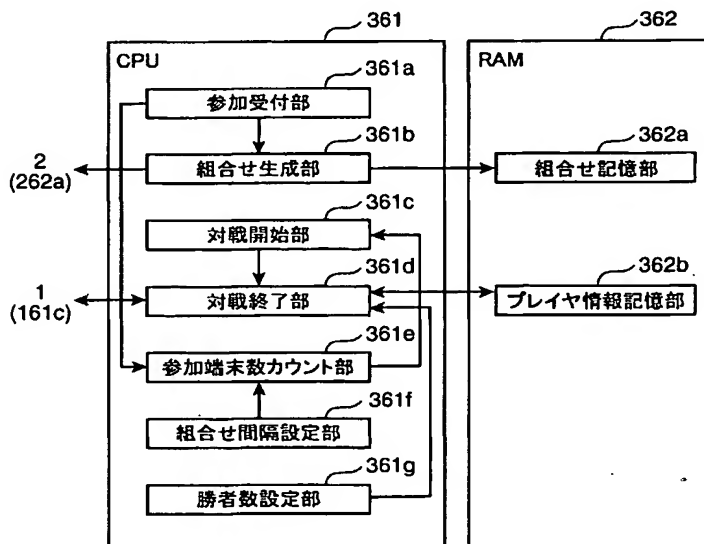 361
CPU
361a
参加受付部
361b
2
(262a)
組合せ生成部
361c
対戦開始部
361d
1
(161c)
対戦終了部
361e
参加端末数カウント部
361f
組合せ間隔設定部
361g
勝者数設定部
362
RAM
362a
組合せ記憶部
362b
プレイヤ情報記憶部